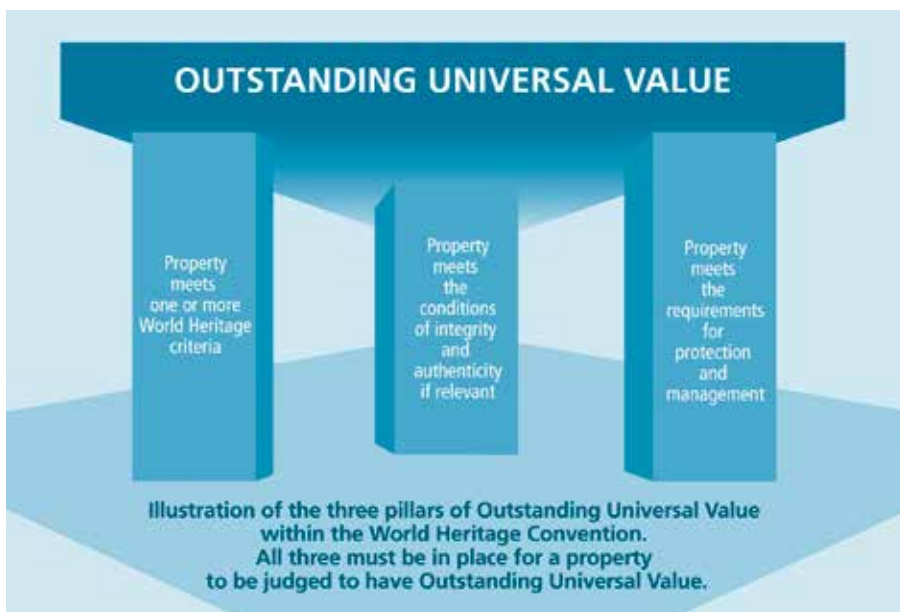 OUTSTANDING UNIVERSAL VALUE
Property
meets
one or more
World Heritage
criteria
Property
meets
the
conditions
of integrity
and
authenticity
if relevant
Property
meets
the
requirements
for
protection
and
management
Illustration of the three pillars of Outstanding Universal Value
within the World Heritage Convention.
All three must be in place for a property
to be judged to have Outstanding Universal Value.